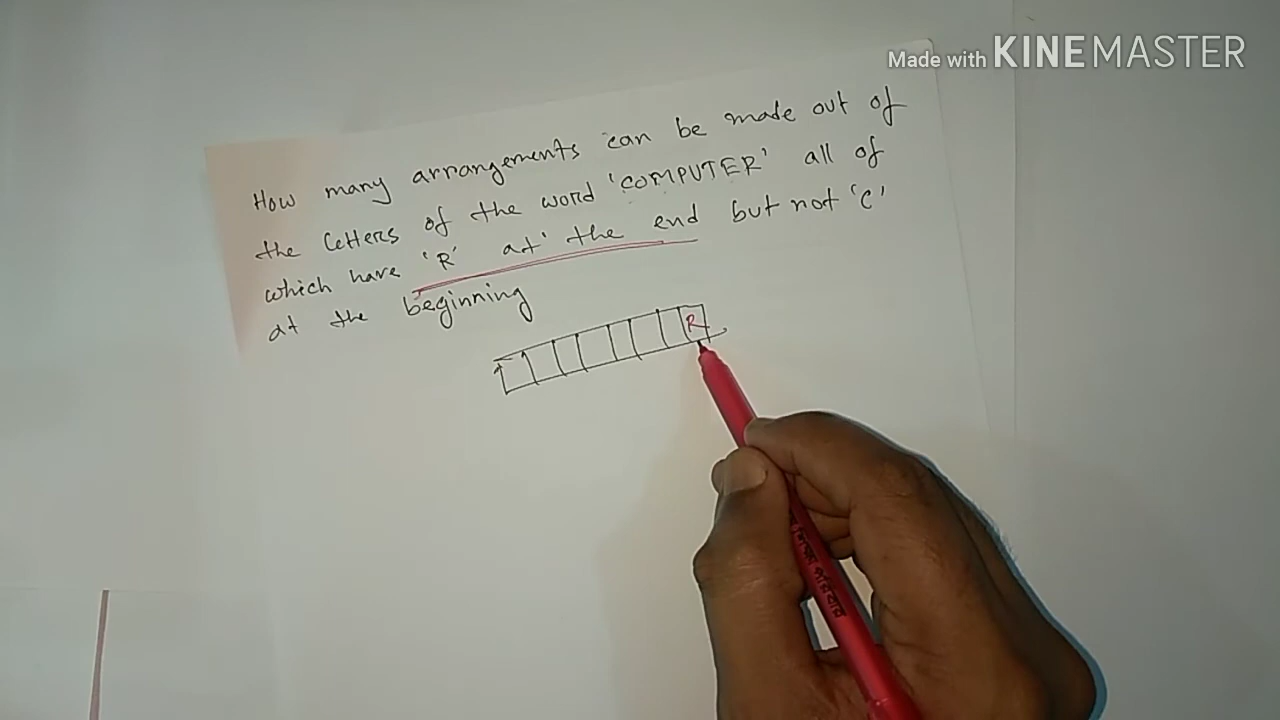 Made with KINEMASTER
How many arrangements can be made out of
the letters of the word 'COMPUTER' all of
which have 'R' at the end but not 'C'
at the beginning
R